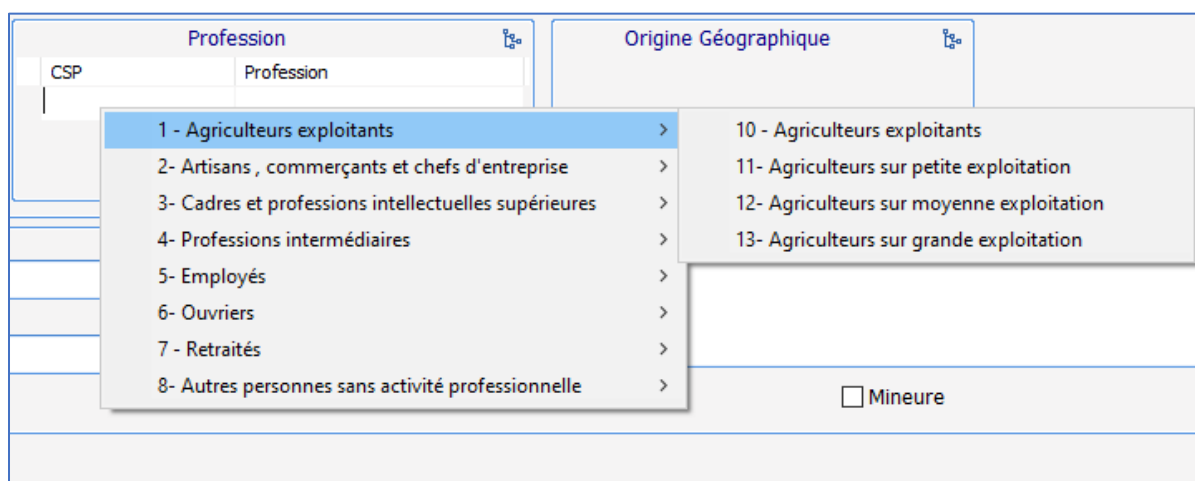 Profession
Origine Géographique
CSP Profession
1 - Agriculteurs exploitants
2- Artisans , commerçants et chefs d'entreprise
3- Cadres et professions intellectuelles supérieures
4- Professions intermédiaires
5- Employés
6- Ouvriers
7 - Retraités
8- Autres personnes sans activité professionnelle
10 - Agriculteurs exploitants
11- Agriculteurs sur petite exploitation
12- Agriculteurs sur moyenne exploitation
13- Agriculteurs sur grande exploitation
Mineure